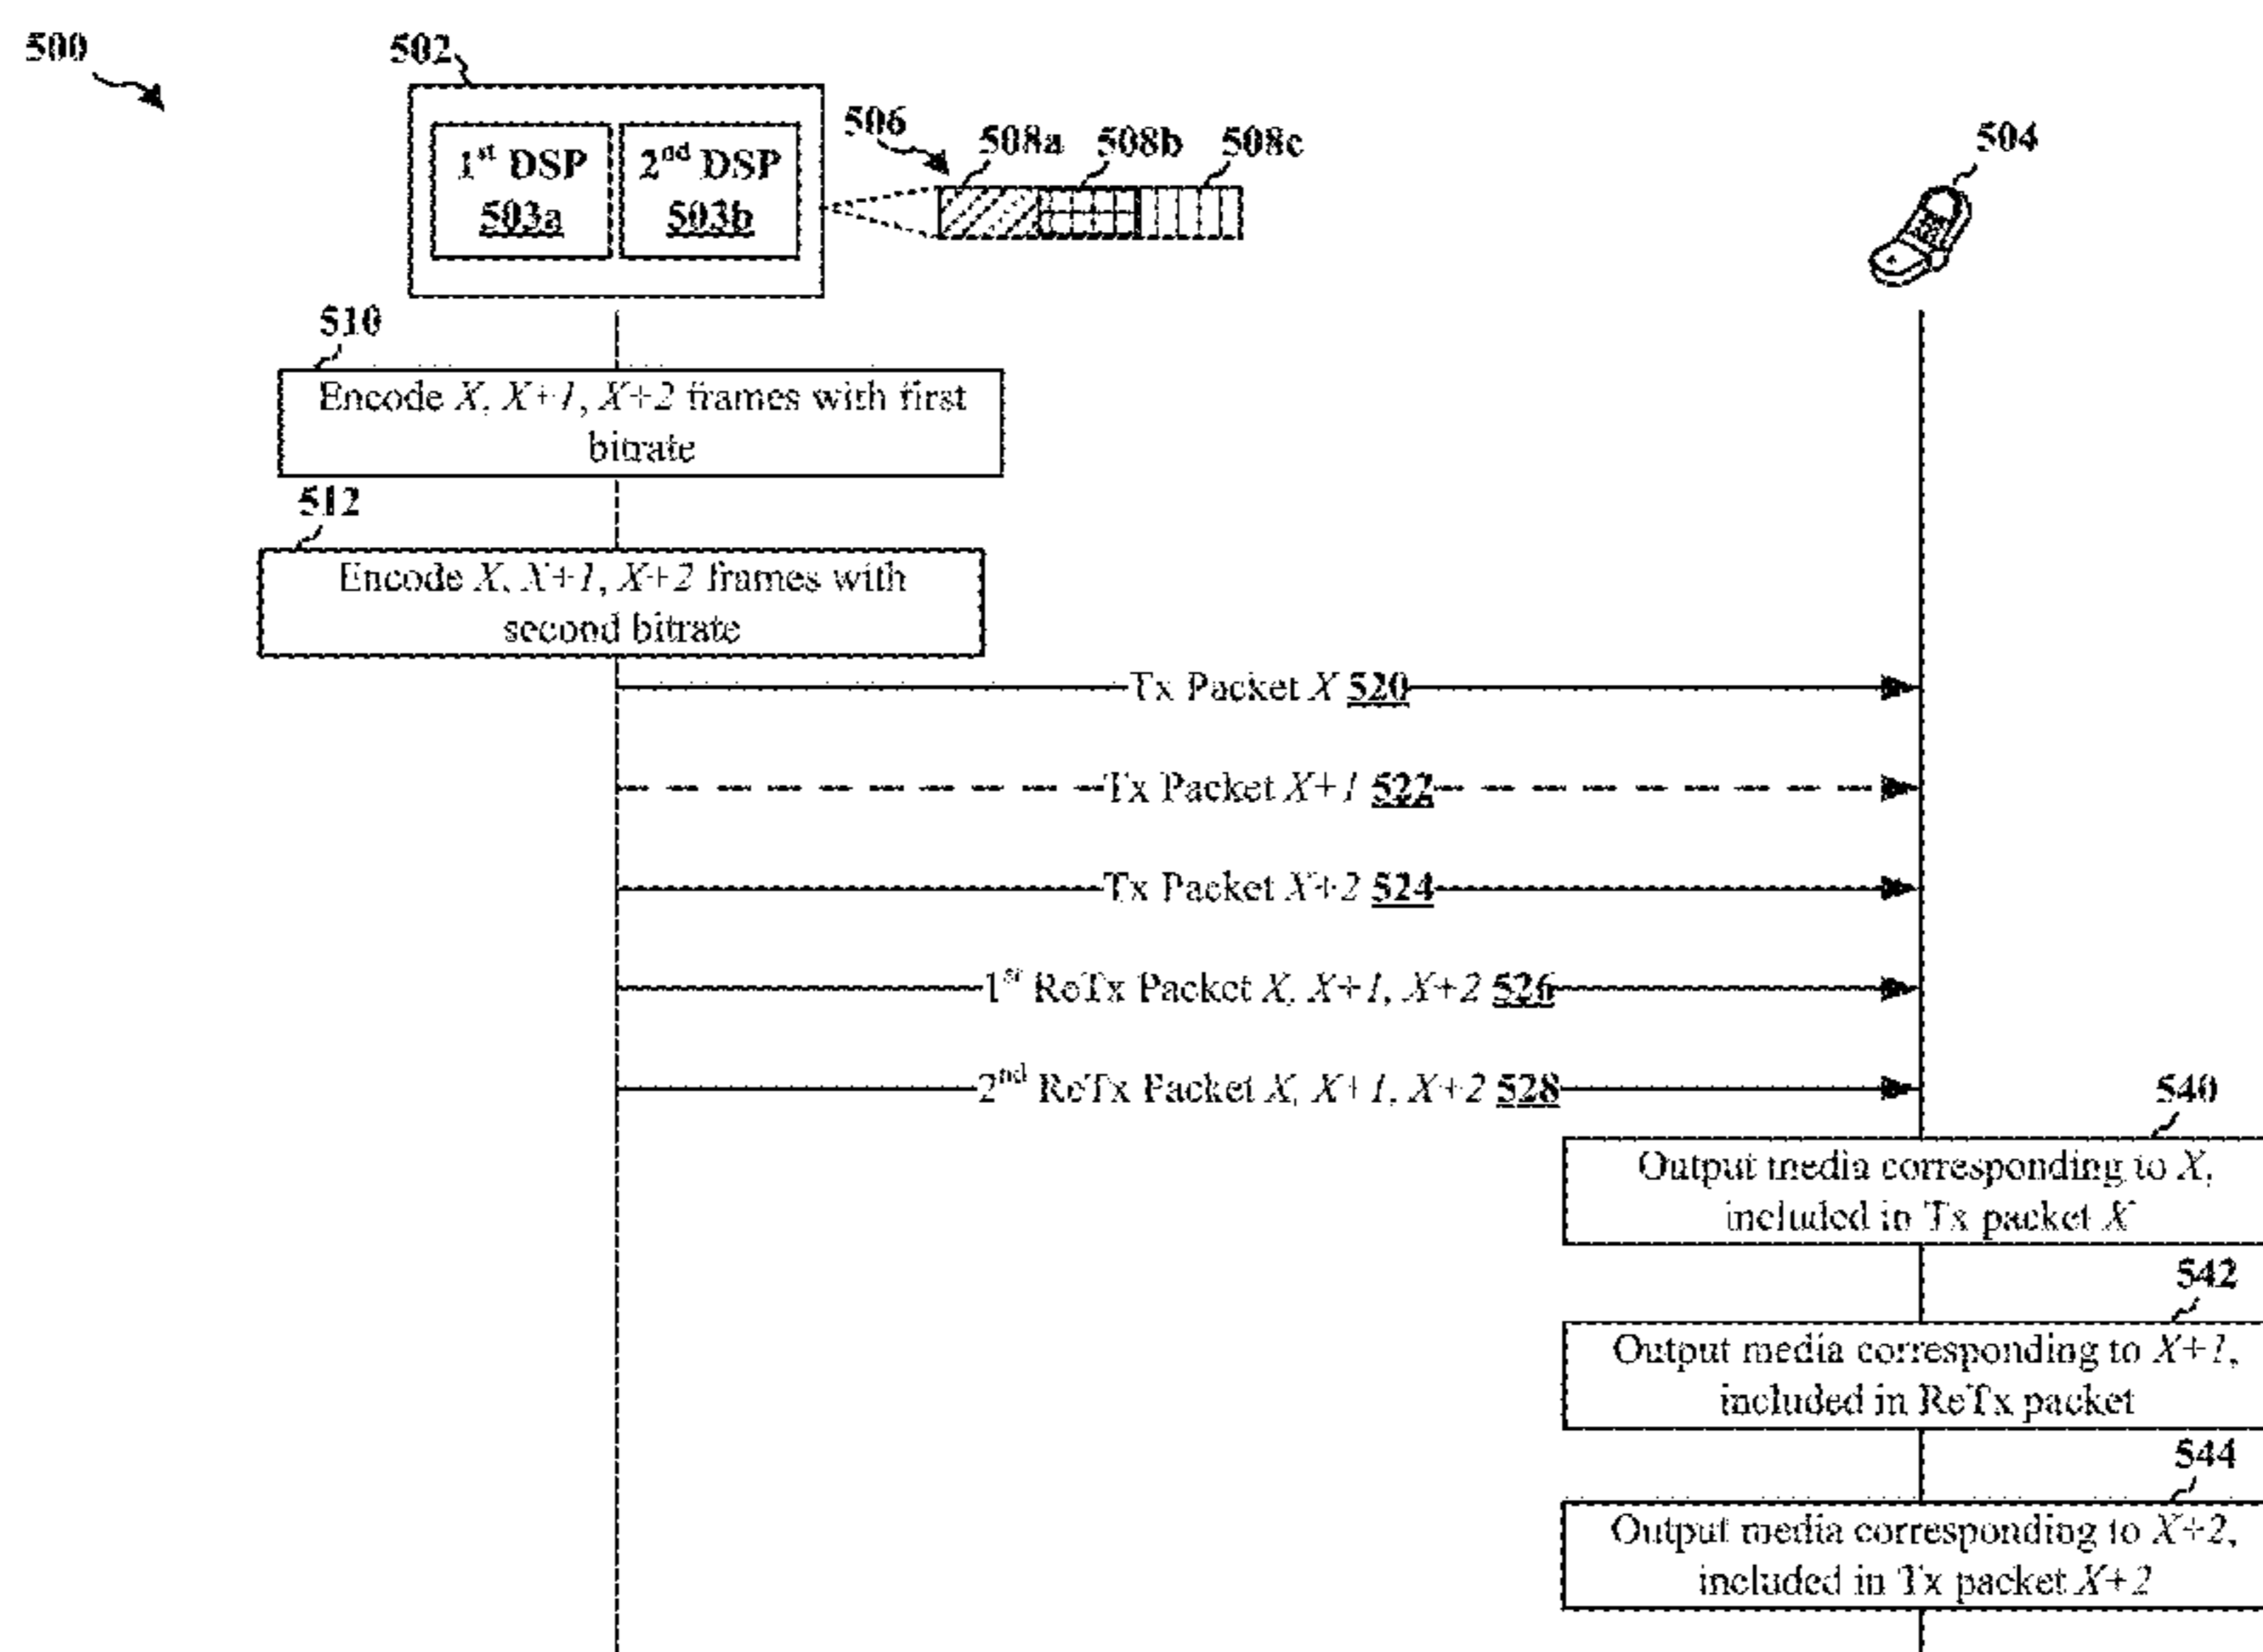 500
502
1st DSP
503a
2nd DSP
503b
506
508a
508b
508c
504
510
Encode X, X+1, X+2 frames with first
bitrate
512
Encode X, X+1, X+2 frames with
second bitrate
Tx Packet X 520
Tx Packet X+1 522
Tx Packet X+2 524
1st ReTx Packet X, X+1, X+2 526
2nd ReTx Packet X, X+1, X+2 528
540
Output media corresponding to X,
included in Tx packet X
542
Output media corresponding to X+1,
included in ReTx packet
544
Output media corresponding to X+2,
included in Tx packet X+2